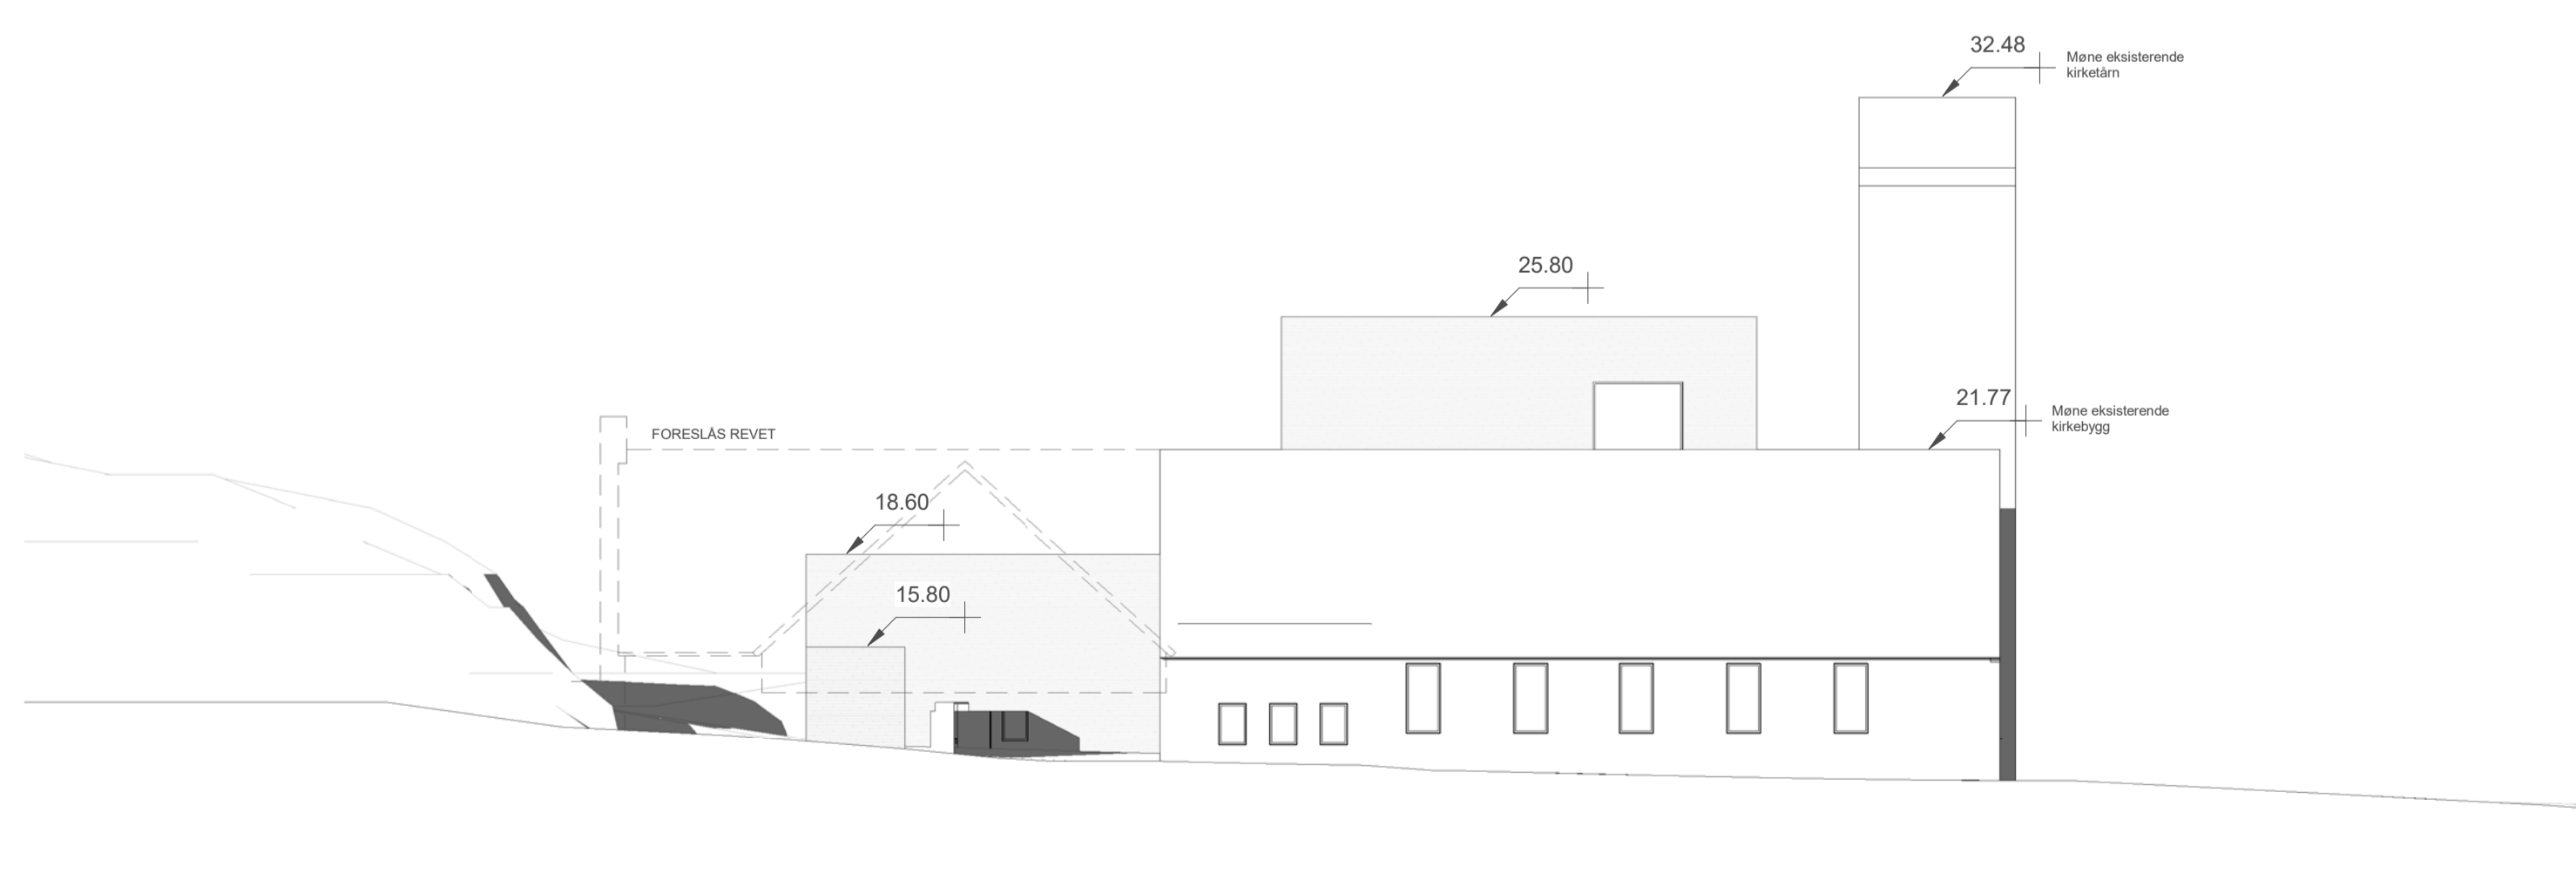 32.48
Møne eksisterende
kirketårn
25.80
21.77
Møne eksisterende
kirkebygg
FORESLÅS REVET
18.60
15.80